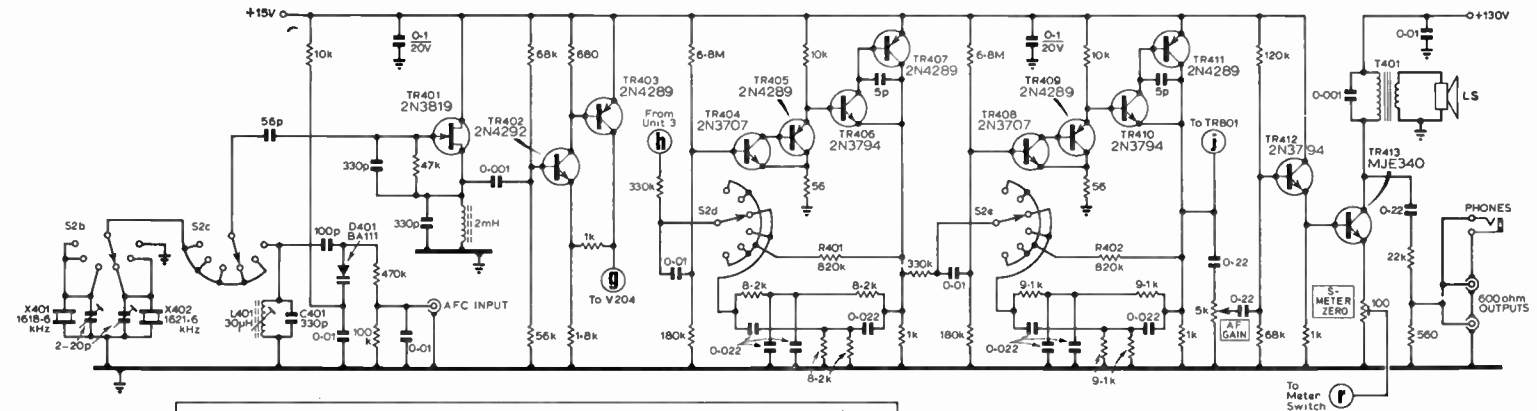 +15V
10k
0-1
20V
56p
TR401
2N3819
330p
47k
330p
2mH
0-001
68k
680
TR402
2N4292
TR403
2N4289
1k
g
To V204
56k
1-8k
S2b
S2c
100p
D401
BA111
470k
AFC INPUT
X401
1618-6
kHz
2-20p
X402
1621-6
kHz
L401
30µH
C401
330p
0-01
100
k
0-01
From
Unit 3
h
330k
0-01
6-8M
180k
TR404
2N3707
TR405
2N4289
10k
TR406
2N3794
5p
TR407
2N4289
56
S2d
R401
820k
8-2k
8-2k
0-022
0-022
8-2k
1k
330k
0-01
0-1
20V
6-8M
180k
TR408
2N3707
TR409
2N4289
10k
TR410
2N3794
5p
TR411
2N4289
56
S2e
R402
820k
9-1k
9-1k
0-022
0-022
9-1k
1k
To TR801
j
0-22
5k
AF
GAIN
0-22
120k
68k
TR412
2N3794
1k
TR413
MJE340
S-
METER
ZERO
100
To
Meter
Switch
r
+130V
0-01
T401
0-001
LS
0-22
22k
560
PHONES
600ohm
OUTPUTS